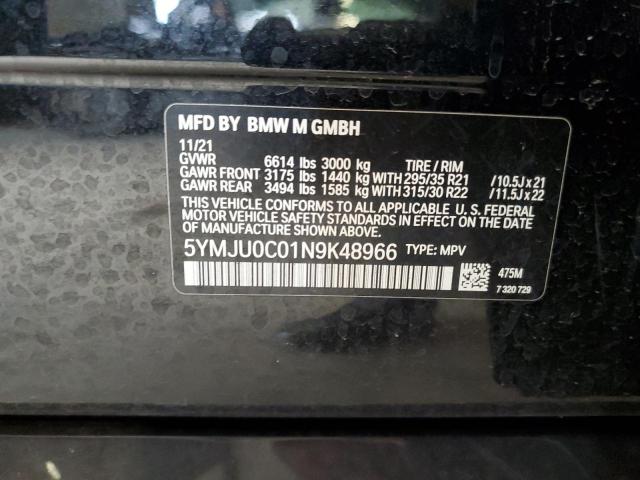 MFD BY BMW M GMBH
11/21
GVWR 6614 lbs 3000 kg TIRE / RIM
GAWR FRONT 3175 lbs 1440 kg WITH 295/35 R21 /10.5J x 21
GAWR REAR 3494 lbs 1585 kg WITH 315/30 R22 /11.5J x 22
THIS VEHICLE CONFORMS TO ALL APPLICABLE U. S. FEDERAL
MOTOR VEHICLE SAFETY STANDARDS IN EFFECT ON THE DATE
OF MANUFACTURE SHOWN ABOVE.
5YMJU0C01N9K48966 TYPE: MPV
475M
7 320 729